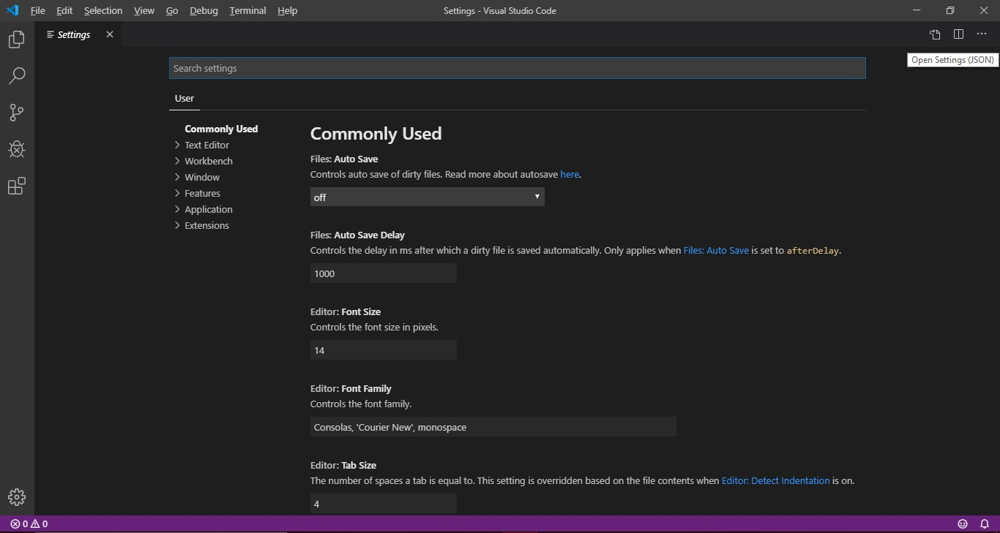 File Edit Selection View Go Debug Terminal Help Settings - Visual Studio Code
Settings
Open Settings (JSON)
Search settings
User
Commonly Used
Text Editor
Workbench
Window
Features
Application
Extensions
Commonly Used
Files: Auto Save
Controls auto save of dirty files. Read more about autosave here.
off
Files: Auto Save Delay
Controls the delay in ms after which a dirty file is saved automatically. Only applies when Files: Auto Save is set to afterDelay.
1000
Editor: Font Size
Controls the font size in pixels.
14
Editor: Font Family
Controls the font family.
Consolas, 'Courier New', monospace
Editor: Tab Size
The number of spaces a tab is equal to. This setting is overridden based on the file contents when Editor: Detect Indentation is on.
4
0 0